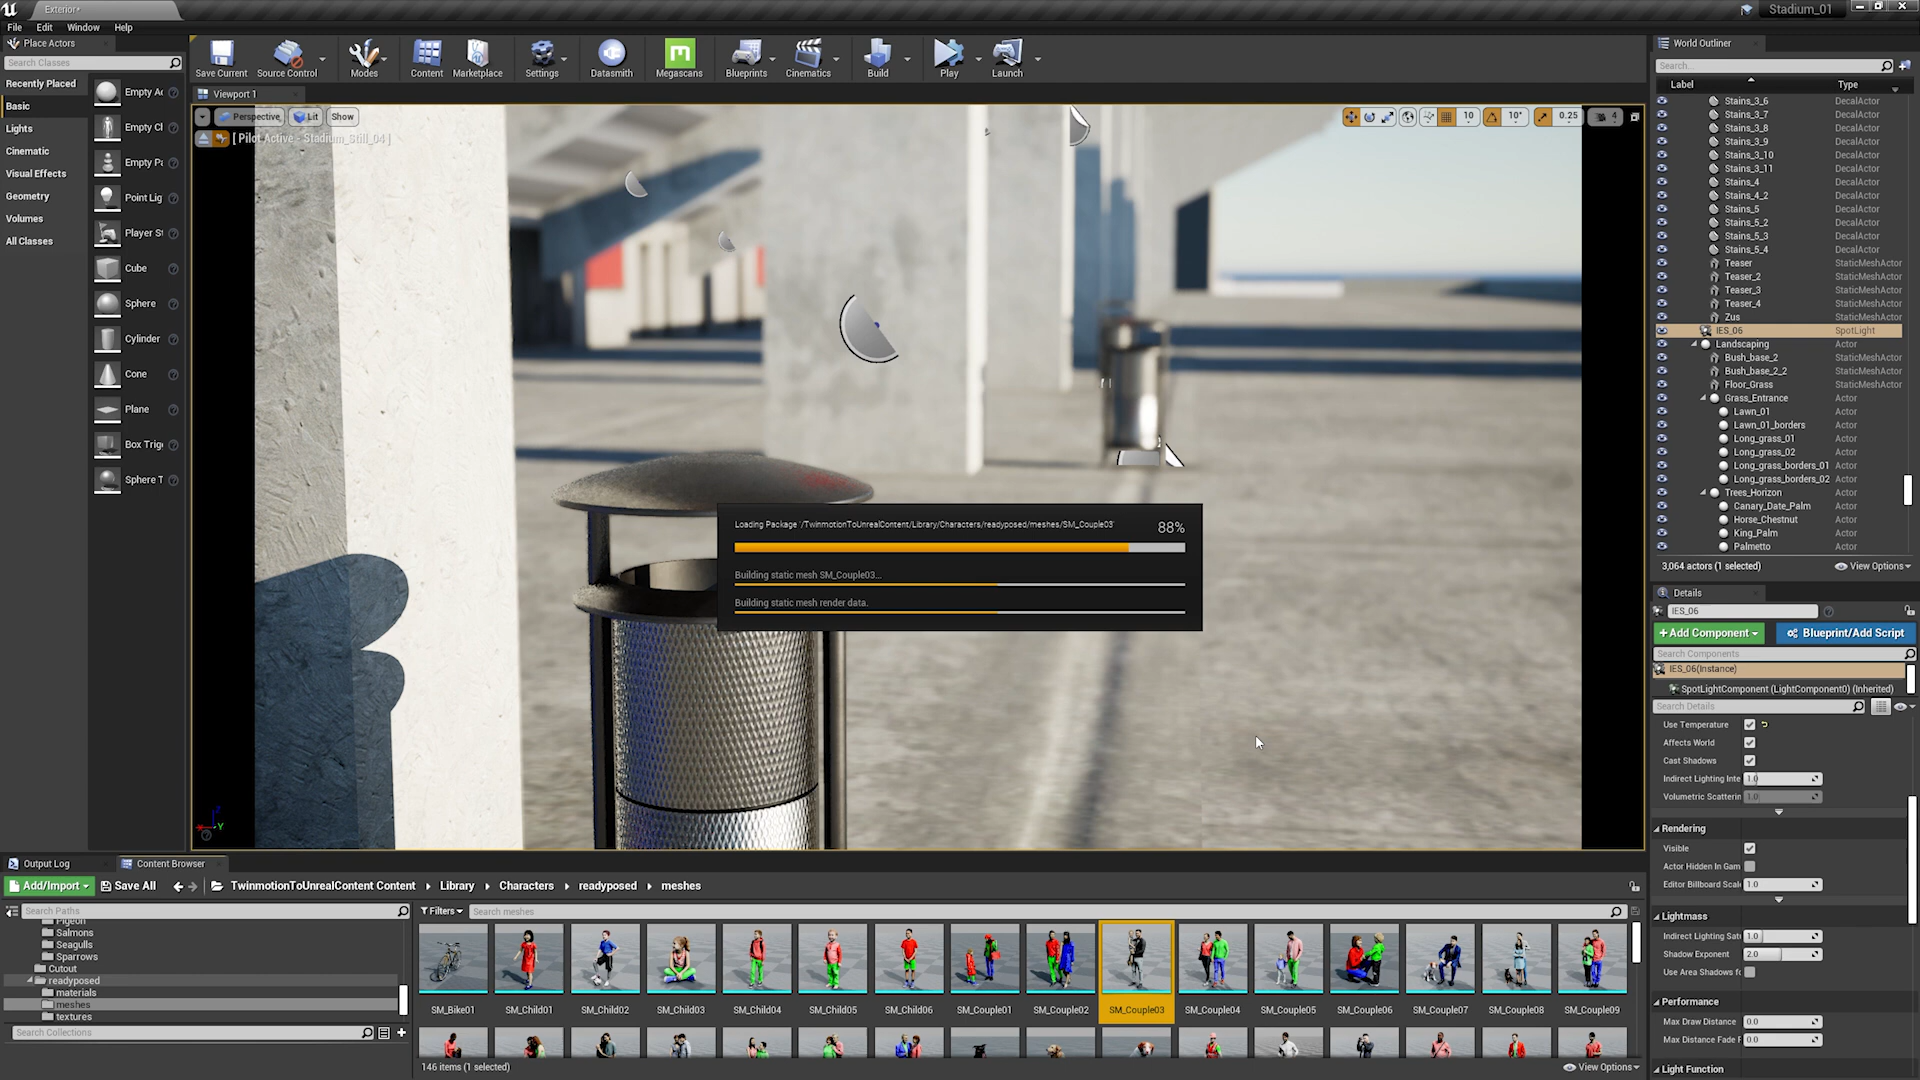 Exterior*
Stadium_01
File Edit Window Help
Place Actors
Search Classes
Recently Placed
Basic
Lights
Cinematic
Visual Effects
Geometry
Volumes
All Classes
Empty Ac
Empty Cl
Empty Pa
Point Lig
Player St
Cube
Sphere
Cylinder
Cone
Plane
Box Trig
Sphere T
Save Current Source Control Modes Content Marketplace Settings Datasmith Megascans Blueprints Cinematics Build Play Launch
Viewport 1
Perspective Lit Show
[ Pilot Active - Stadium_Still_04 ]
10 10° 0.25 4
Loading Package '/TwinmotionToUnrealContent/Library/Characters/readyposed/meshes/SM_Couple03' 88%
Building static mesh SM_Couple03...
Building static mesh render data.
World Outliner
Search...
Label Type
Stains_3_6 DecalActor
Stains_3_7 DecalActor
Stains_3_8 DecalActor
Stains_3_9 DecalActor
Stains_3_10 DecalActor
Stains_3_11 DecalActor
Stains_4 DecalActor
Stains_4_2 DecalActor
Stains_5 DecalActor
Stains_5_2 DecalActor
Stains_5_3 DecalActor
Stains_5_4 DecalActor
Teaser StaticMeshActor
Teaser_2 StaticMeshActor
Teaser_3 StaticMeshActor
Teaser_4 StaticMeshActor
Zus StaticMeshActor
IES_06 SpotLight
Landscaping Actor
Bush_base_2 StaticMeshActor
Bush_base_2_2 StaticMeshActor
Floor_Grass StaticMeshActor
Grass_Entrance Actor
Lawn_01 Actor
Lawn_01_borders Actor
Long_grass_01 Actor
Long_grass_02 Actor
Long_grass_borders_01 Actor
Long_grass_borders_02 Actor
Trees_Horizon Actor
Canary_Date_Palm Actor
Horse_Chestnut Actor
King_Palm Actor
Palmetto Actor
3,064 actors (1 selected) View Options
Details
IES_06
+Add Component Blueprint/Add Script
Search Components
IES_06(Instance)
SpotLightComponent (LightComponent0) (Inherited)
Search Details
Use Temperature
Affects World
Cast Shadows
Indirect Lighting Inte 1.0
Volumetric Scatterin 1.0
Rendering
Visible
Actor Hidden In Gam
Editor Billboard Scale 1.0
Lightmass
Indirect Lighting Satu 1.0
Shadow Exponent 2.0
Use Area Shadows fo
Performance
Max Draw Distance 0.0
Max Distance Fade F 0.0
Light Function
Output Log Content Browser
Add/Import Save All TwinmotionToUnrealContent Content Library Characters readyposed meshes
Search Paths
Pigeon
Salmons
Seagulls
Sparrows
Cutout
readyposed
materials
meshes
textures
Search Collections
Filters Search meshes
SM_Bike01 SM_Child01 SM_Child02 SM_Child03 SM_Child04 SM_Child05 SM_Child06 SM_Couple01 SM_Couple02 SM_Couple03 SM_Couple04 SM_Couple05 SM_Couple06 SM_Couple07 SM_Couple08 SM_Couple09
146 items (1 selected) View Options